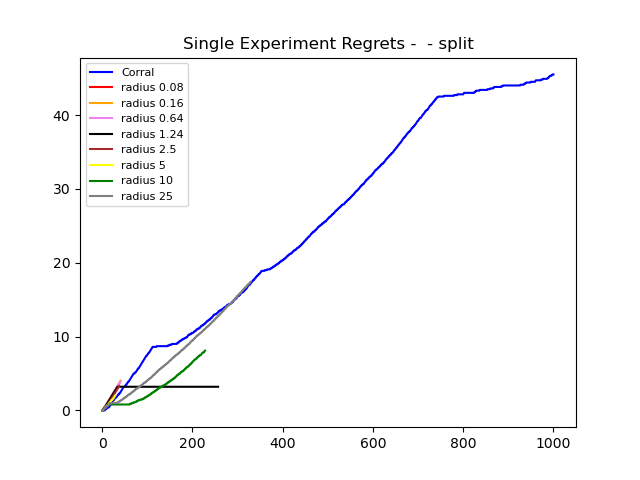 Single Experiment Regrets -  - split
Corral
radius 0.08
radius 0.16
radius 0.64
radius 1.24
radius 2.5
radius 5
radius 10
radius 25
40
30
20
10
0
0 200 400 600 800 1000